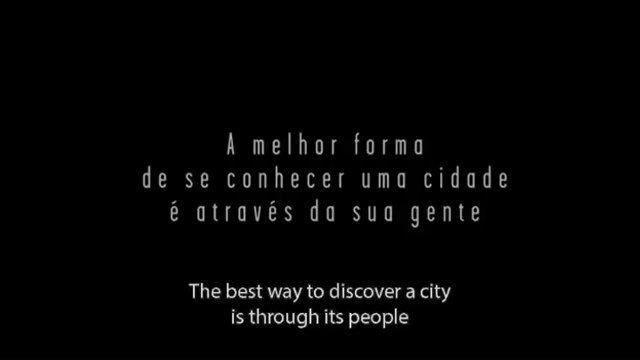 A melhor forma
de se conhecer uma cidade
é através da sua gente
The best way to discover a city
is through its people